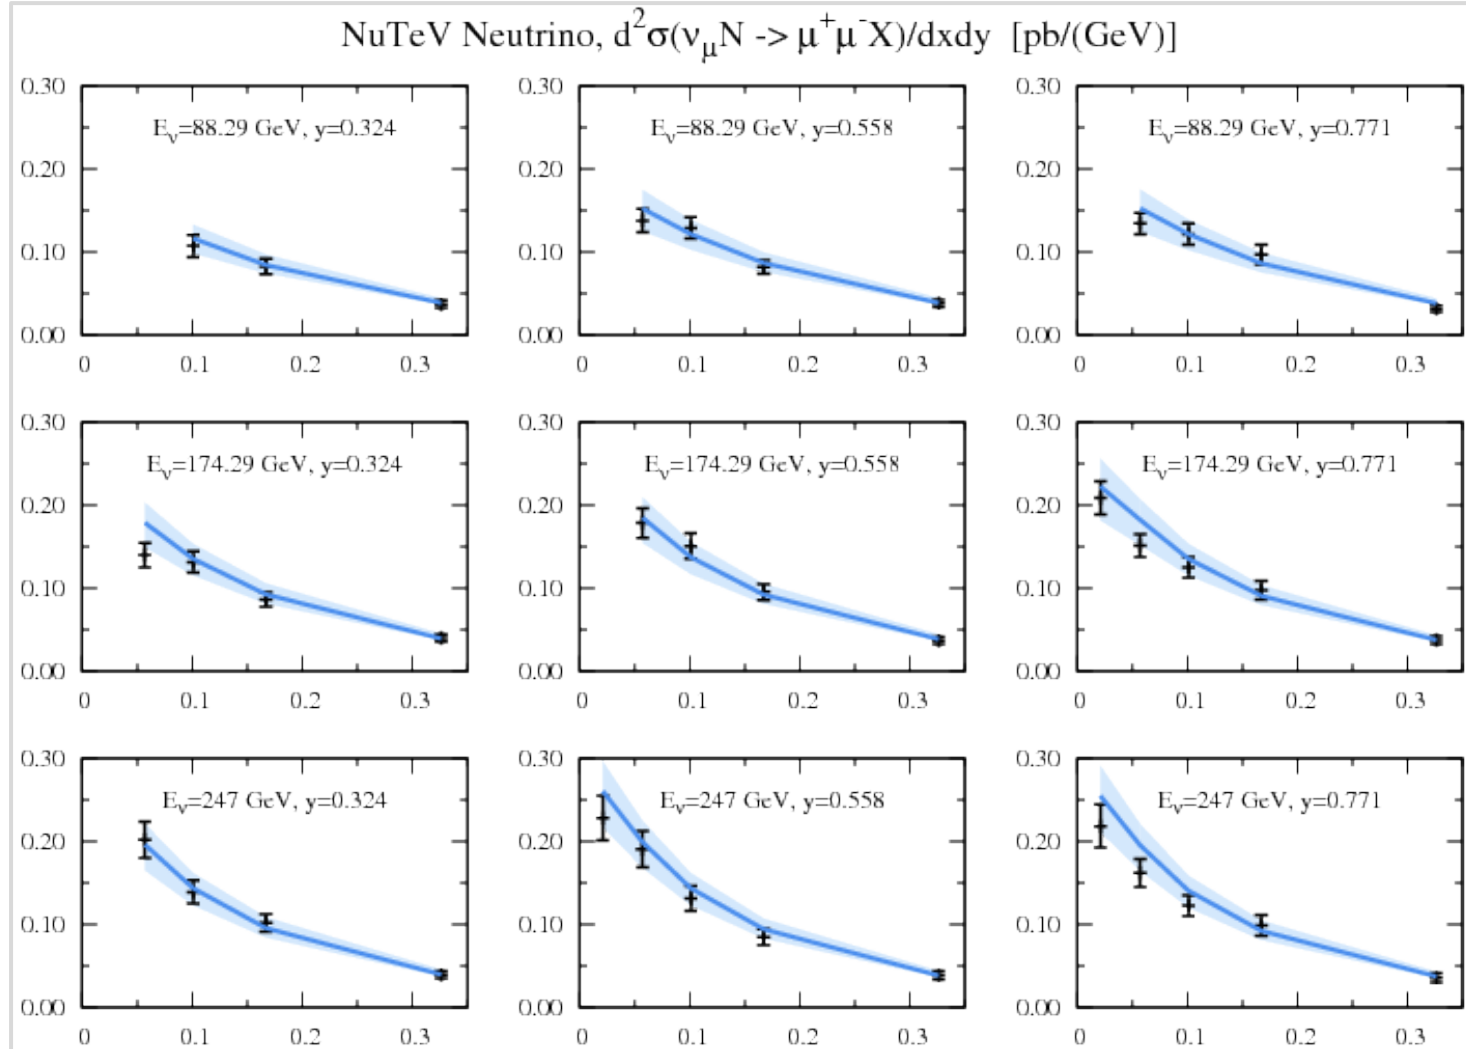 NuTeV Neutrino, d²σ(ν_μN -> μ⁺μ⁻X)/dxdy [pb/(GeV)]
0.30
0.20
0.10
0.00
E_ν=88.29 GeV, y=0.324
0 0.1 0.2 0.3
0.30
0.20
0.10
0.00
E_ν=88.29 GeV, y=0.558
0 0.1 0.2 0.3
0.30
0.20
0.10
0.00
E_ν=88.29 GeV, y=0.771
0 0.1 0.2 0.3
0.30
0.20
0.10
0.00
E_ν=174.29 GeV, y=0.324
0 0.1 0.2 0.3
0.30
0.20
0.10
0.00
E_ν=174.29 GeV, y=0.558
0 0.1 0.2 0.3
0.30
0.20
0.10
0.00
E_ν=174.29 GeV, y=0.771
0 0.1 0.2 0.3
0.30
0.20
0.10
0.00
E_ν=247 GeV, y=0.324
0 0.1 0.2 0.3
0.30
0.20
0.10
0.00
E_ν=247 GeV, y=0.558
0 0.1 0.2 0.3
0.30
0.20
0.10
0.00
E_ν=247 GeV, y=0.771
0 0.1 0.2 0.3